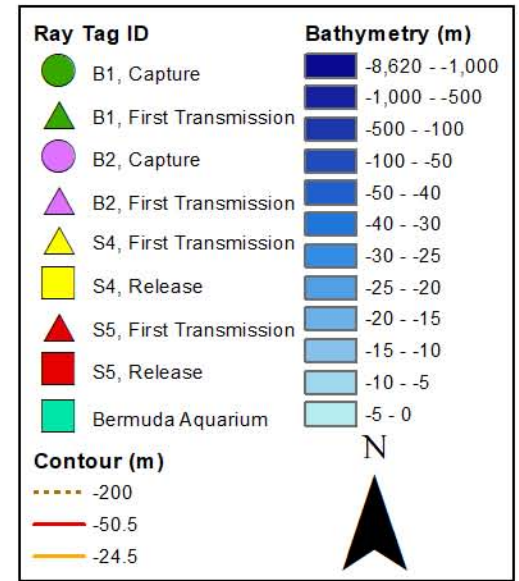 Ray Tag ID
B1, Capture
B1, First Transmission
B2, Capture
B2, First Transmission
S4, First Transmission
S4, Release
S5, First Transmission
S5, Release
Bermuda Aquarium
Contour (m)
-200
-50.5
-24.5
Bathymetry (m)
-8,620 - -1,000
-1,000 - -500
-500 - -100
-100 - -50
-50 - -40
-40 - -30
-30 - -25
-25 - -20
-20 - -15
-15 - -10
-10 - -5
-5 - 0
N